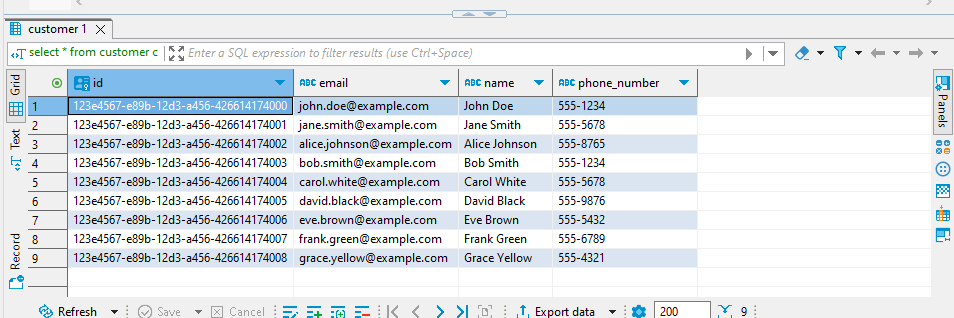 customer 1
select * from customer c Enter a SQL expression to filter results (use Ctrl+Space)
Grid
Text
Record
Panels
id ABC email ABC name ABC phone_number
1 123e4567-e89b-12d3-a456-426614174000 john.doe@example.com John Doe 555-1234
2 123e4567-e89b-12d3-a456-426614174001 jane.smith@example.com Jane Smith 555-5678
3 123e4567-e89b-12d3-a456-426614174002 alice.johnson@example.com Alice Johnson 555-8765
4 123e4567-e89b-12d3-a456-426614174003 bob.smith@example.com Bob Smith 555-1234
5 123e4567-e89b-12d3-a456-426614174004 carol.white@example.com Carol White 555-5678
6 123e4567-e89b-12d3-a456-426614174005 david.black@example.com David Black 555-9876
7 123e4567-e89b-12d3-a456-426614174006 eve.brown@example.com Eve Brown 555-5432
8 123e4567-e89b-12d3-a456-426614174007 frank.green@example.com Frank Green 555-6789
9 123e4567-e89b-12d3-a456-426614174008 grace.yellow@example.com Grace Yellow 555-4321
Refresh Save Cancel Export data 200 9